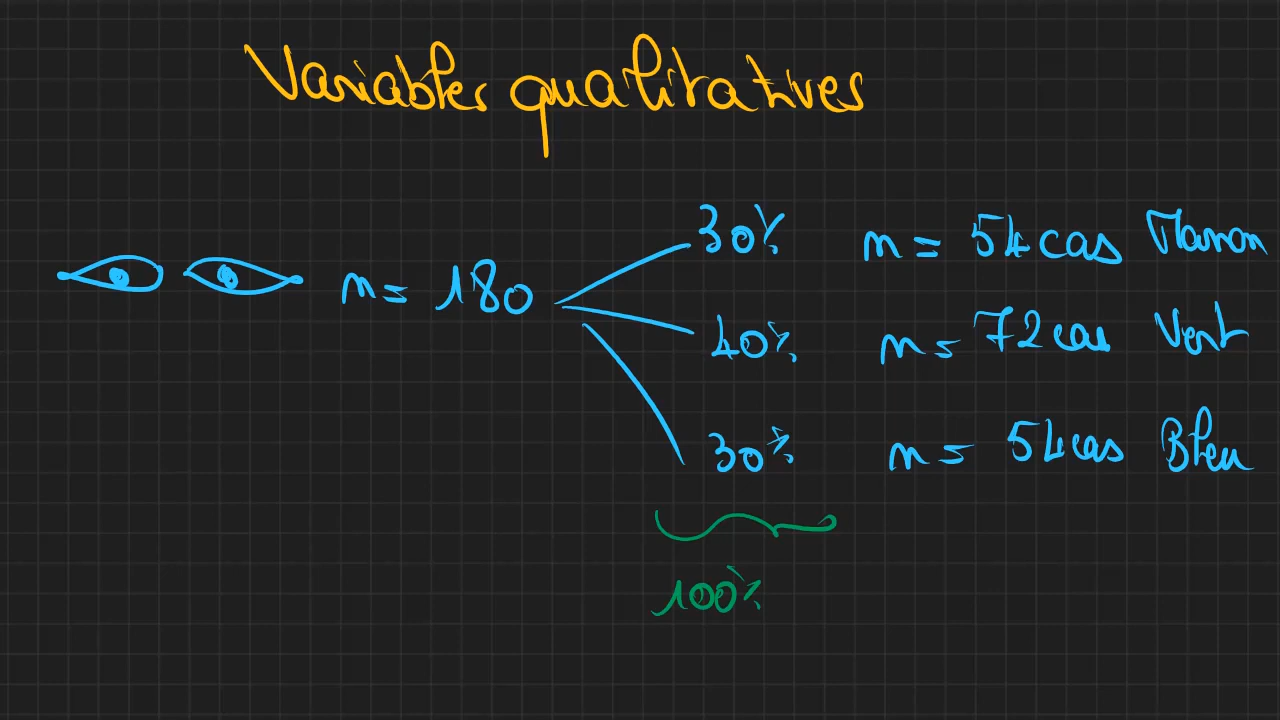 Variables qualitatives
30% n = 54 cas Marron
n = 180
40% n = 72 cas Vert
30% n = 54 cas Bleu
100%